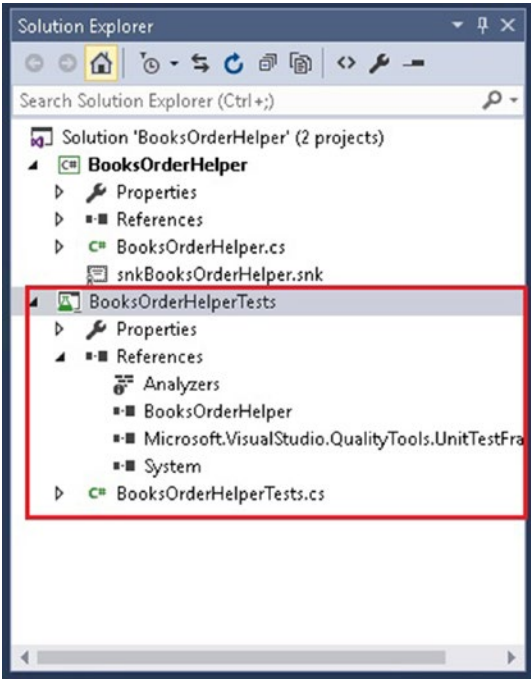 Solution Explorer
Search Solution Explorer (Ctrl+;)
Solution 'BooksOrderHelper' (2 projects)
C# BooksOrderHelper
Properties
References
C# BooksOrderHelper.cs
snkBooksOrderHelper.snk
BooksOrderHelperTests
Properties
References
Analyzers
BooksOrderHelper
Microsoft.VisualStudio.QualityTools.UnitTestFra
System
C# BooksOrderHelperTests.cs